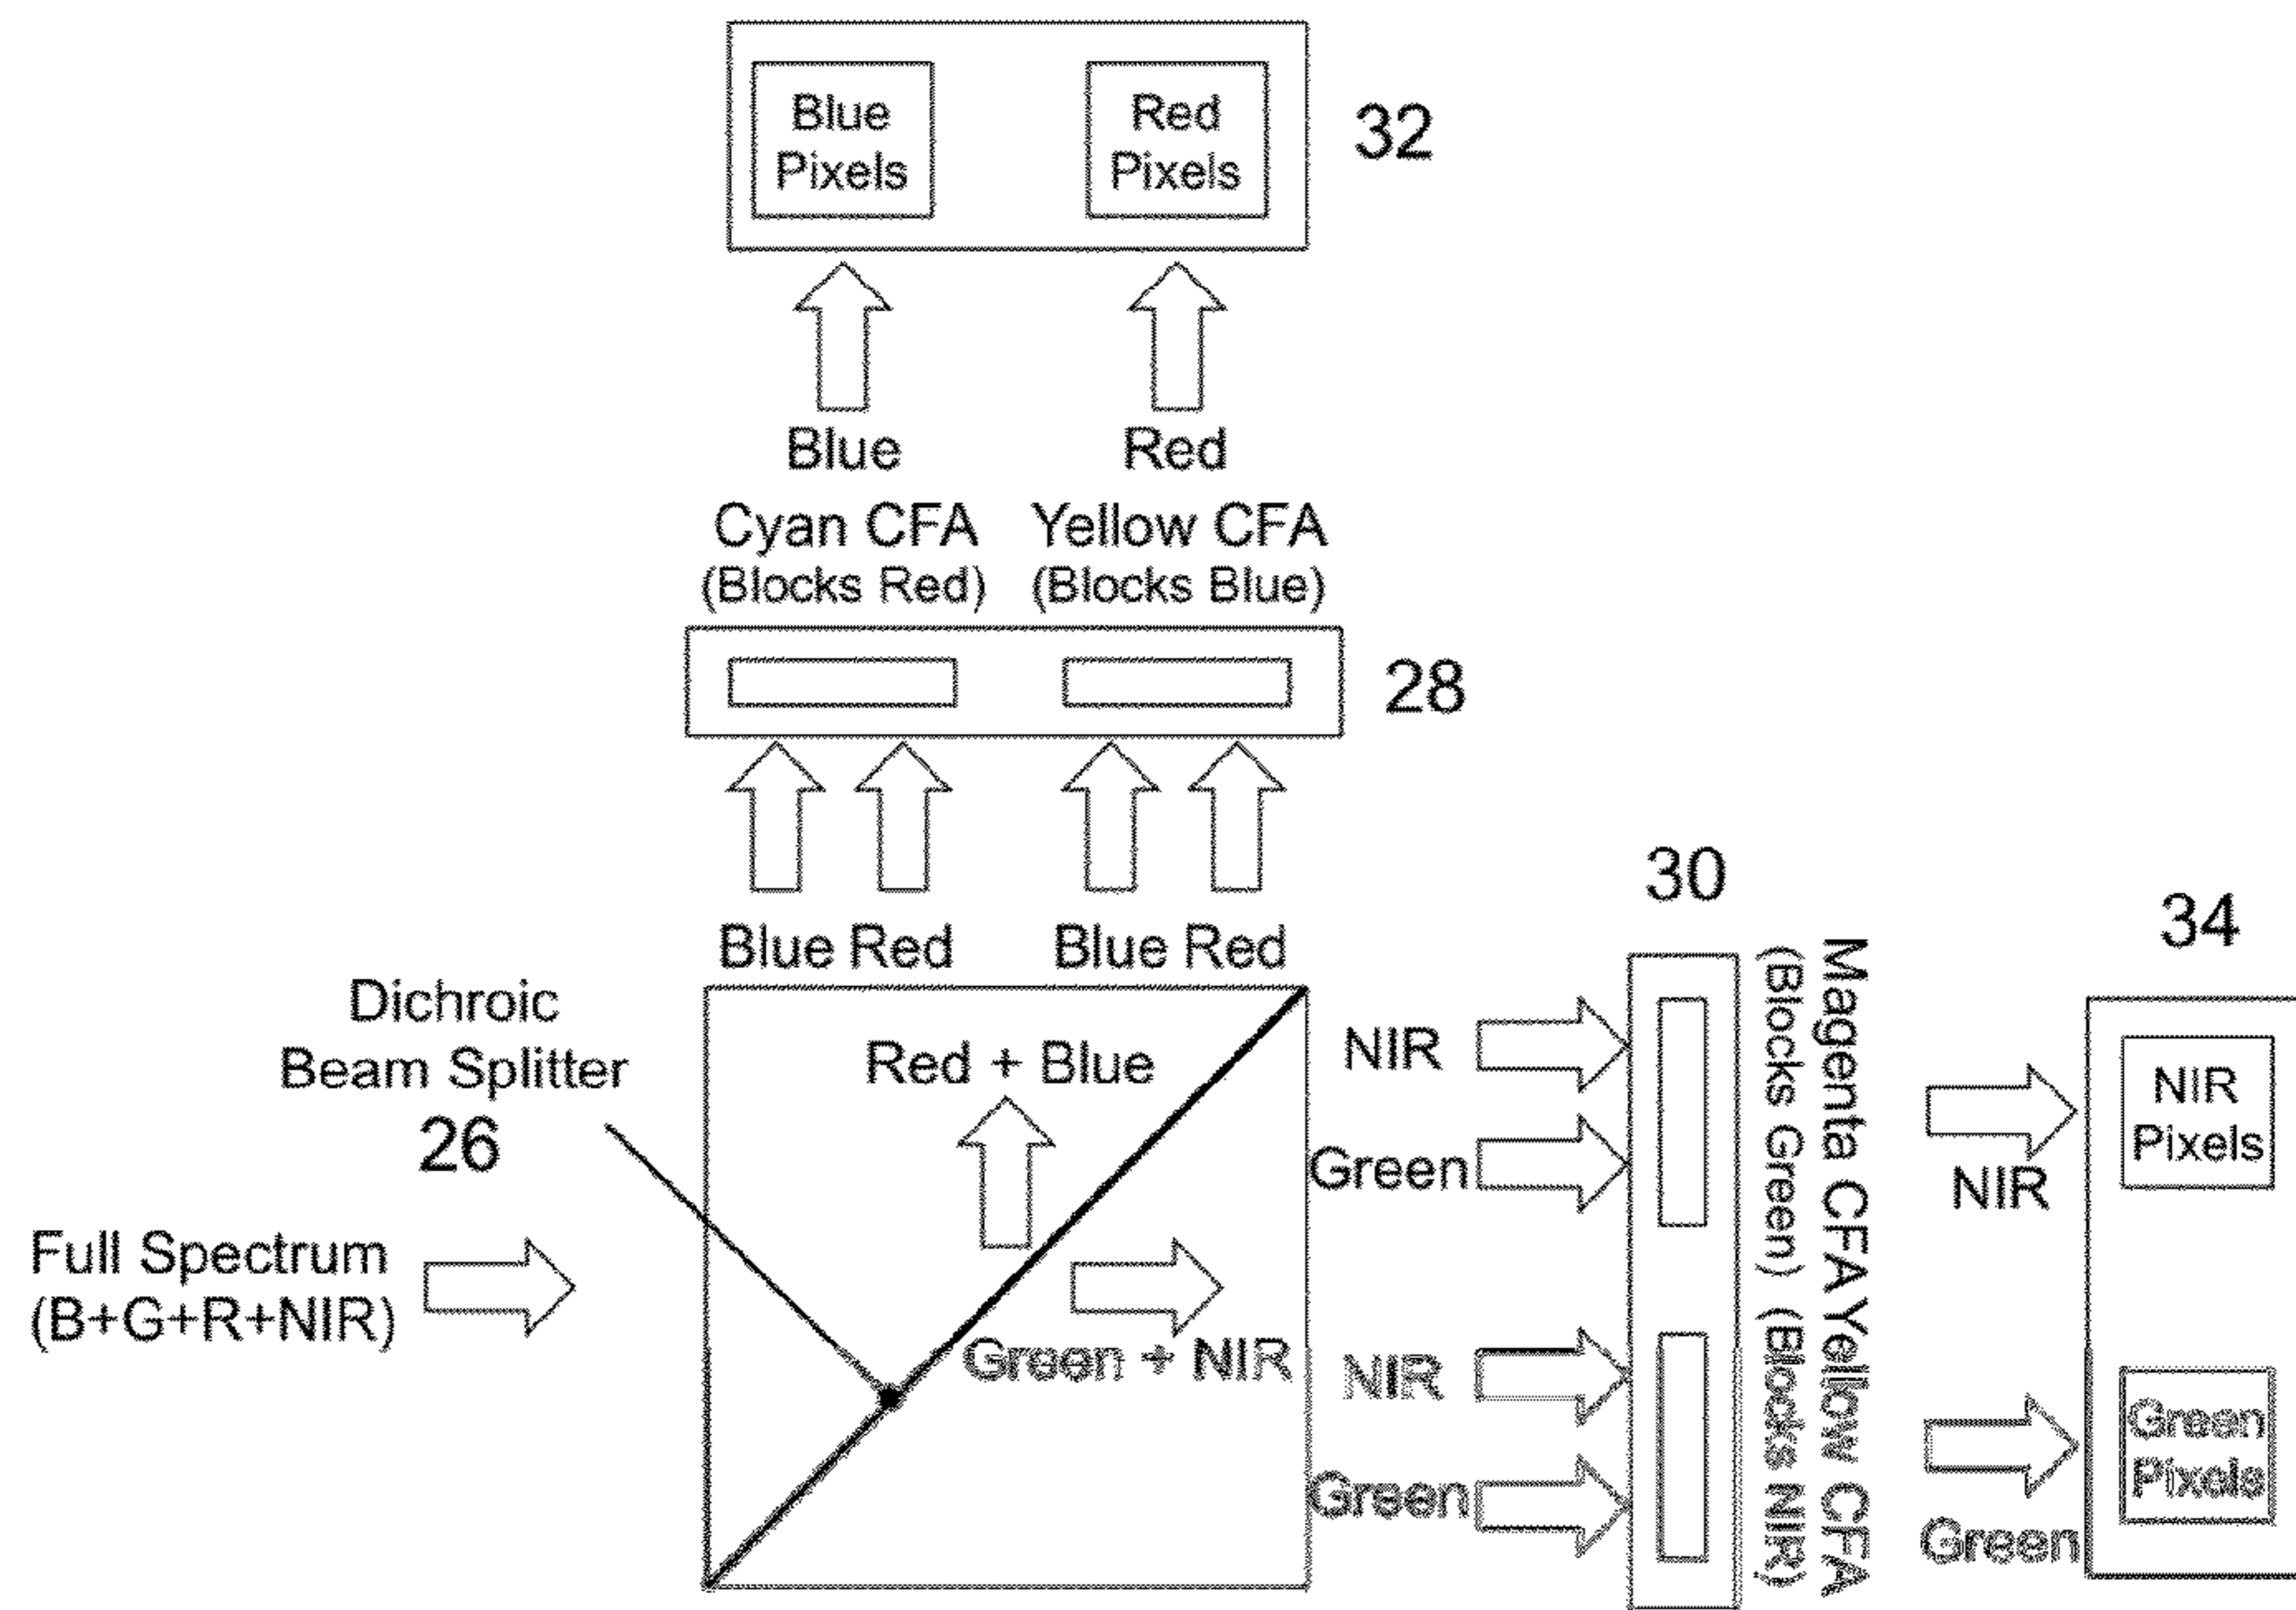 Blue
Pixels
Red
Pixels
32
Blue
Red
Cyan CFA
(Blocks Red)
Yellow CFA
(Blocks Blue)
28
Blue Red
Blue Red
Dichroic
Beam Splitter
26
Full Spectrum
(B+G+R+NIR)
Red + Blue
Green + NIR
NIR
Green
NIR
Green
30
Magenta CFA
(Blocks Green)
Yellow CFA
(Blocks NIR)
NIR
Green
34
NIR
Pixels
Green
Pixels